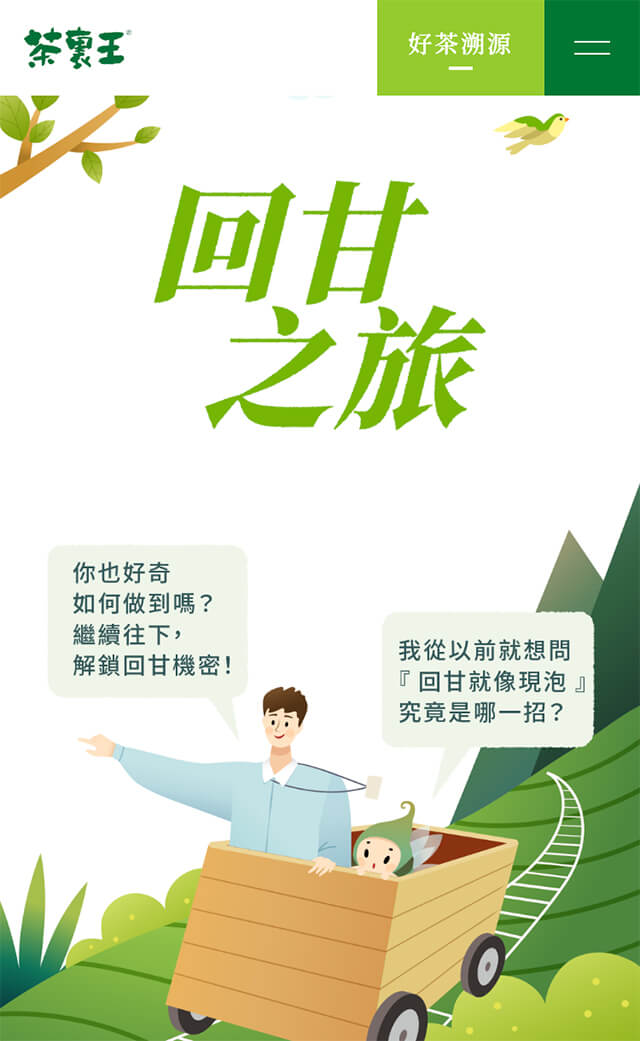 茶裏王
好茶溯源
回甘
之旅
你也好奇
如何做到嗎？
繼續往下，
解鎖回甘機密！
我從以前就想問
『 回甘就像現泡 』
究竟是哪一招？